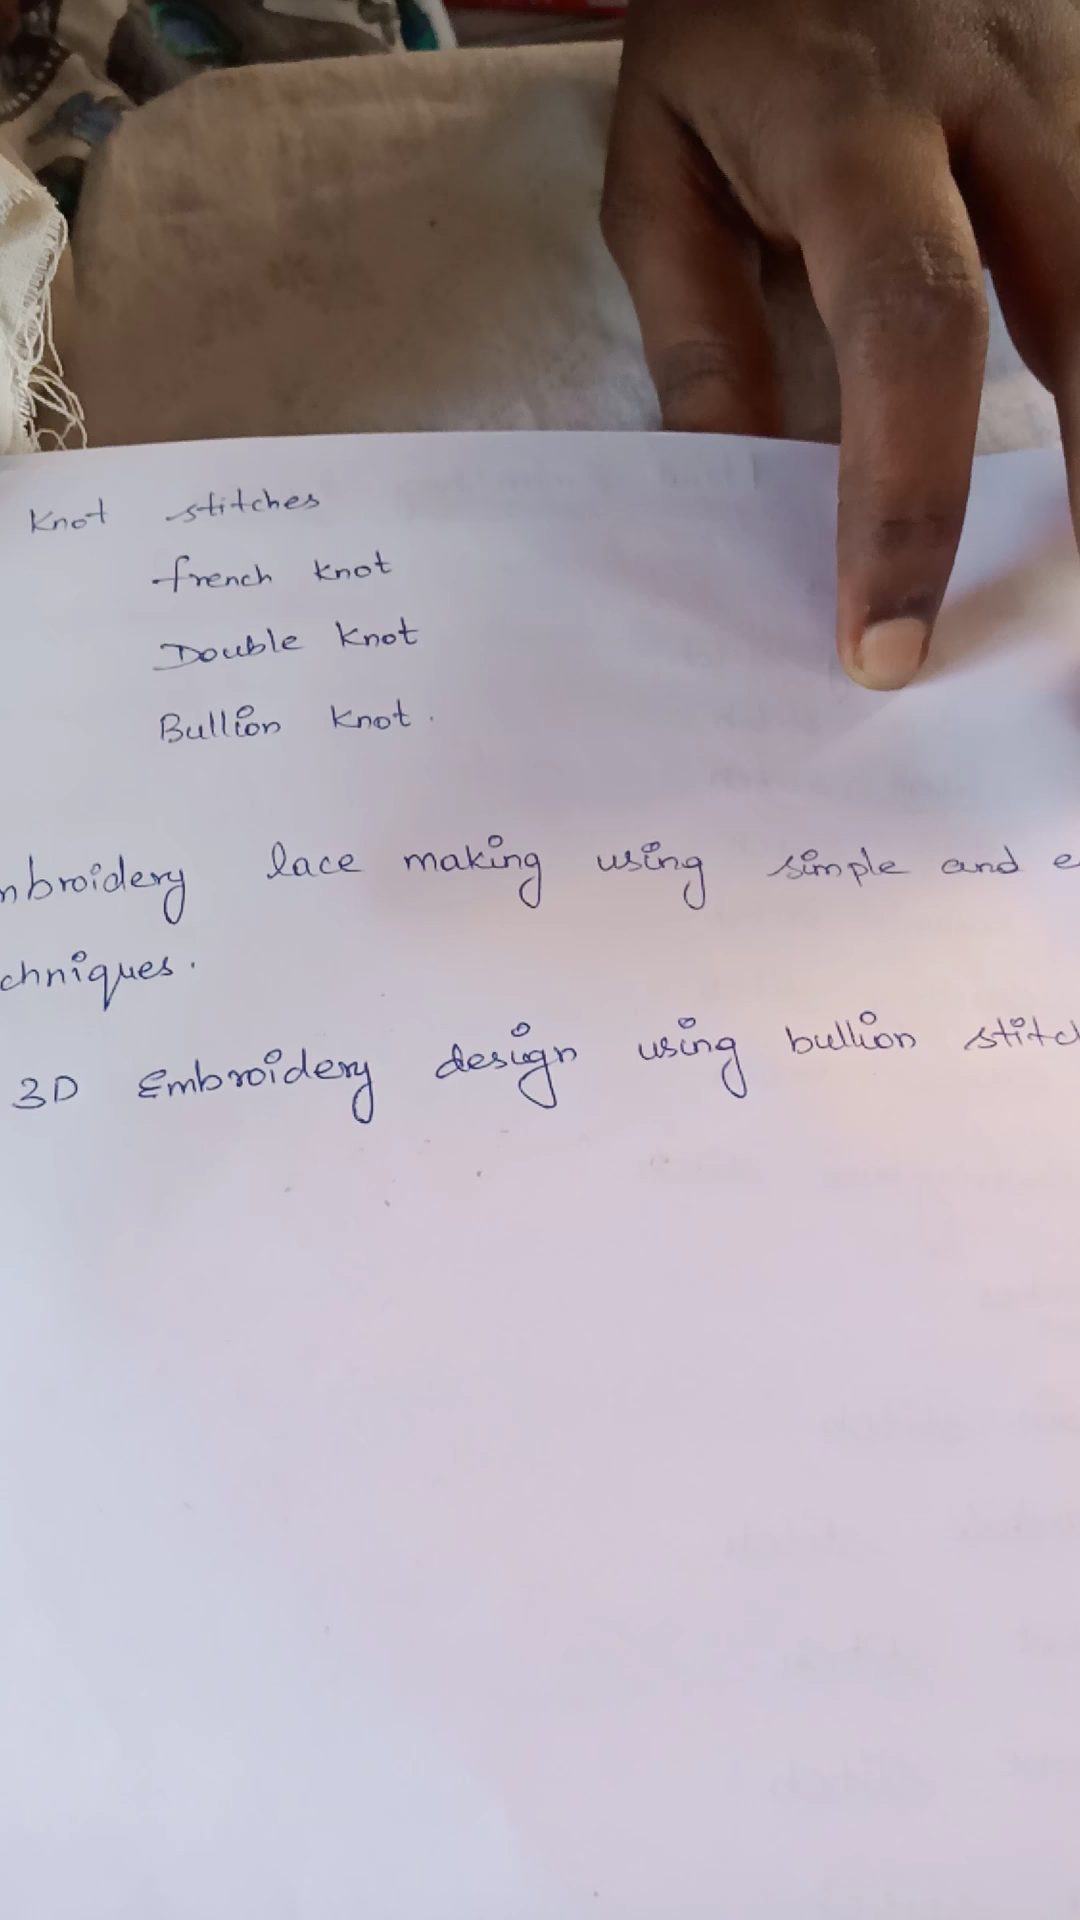 Knot stitches
french knot
Double knot
Bullion knot.
mbroidery lace making using simple and e
chniques.
3D Embroidery design using bullion stitc